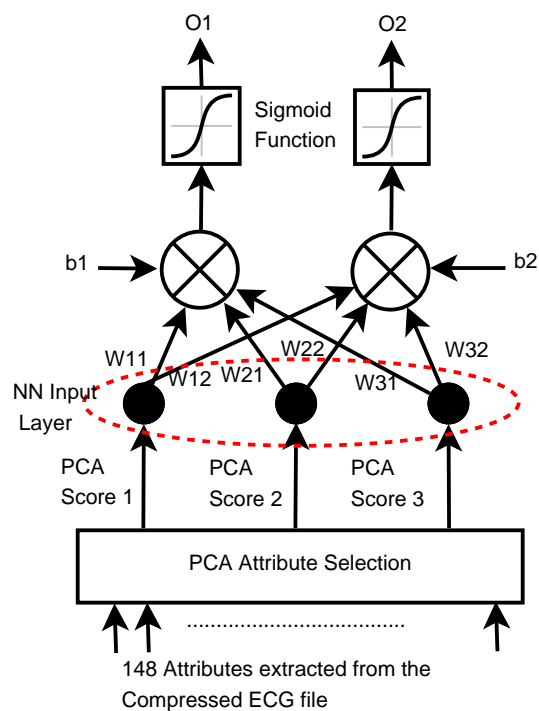 O1
O2
Sigmoid
Function
b1
b2
W11
W12
W21
W22
W31
W32
NN Input
Layer
PCA
Score 1
PCA
Score 2
PCA
Score 3
PCA Attribute Selection
......................................
148 Attributes extracted from the
Compressed ECG file